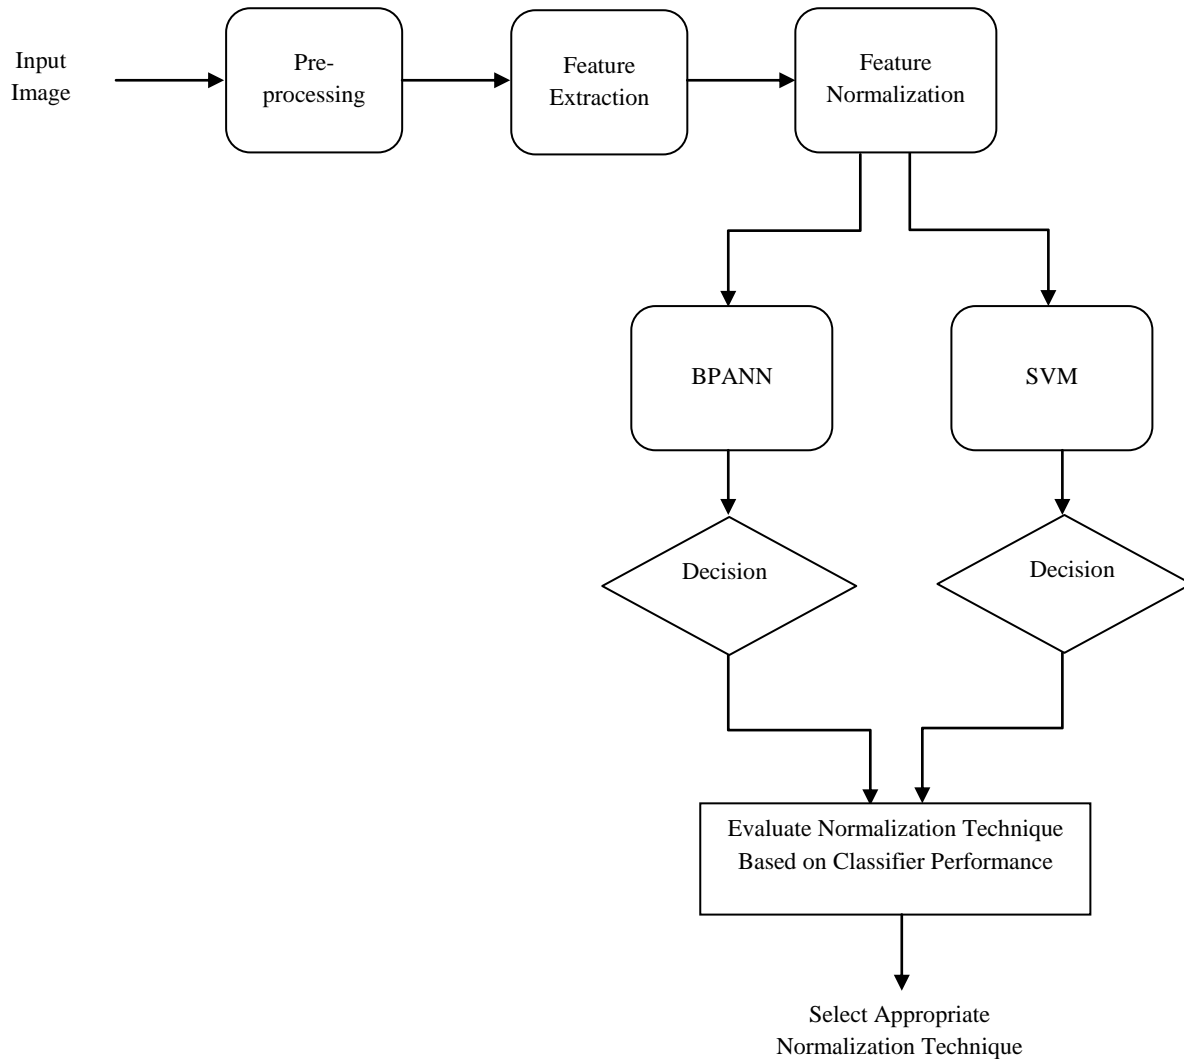 Input
Image
Pre-
processing
Feature
Extraction
Feature
Normalization
BPANN
SVM
Decision
Decision
Evaluate Normalization Technique
Based on Classifier Performance
Select Appropriate
Normalization Technique